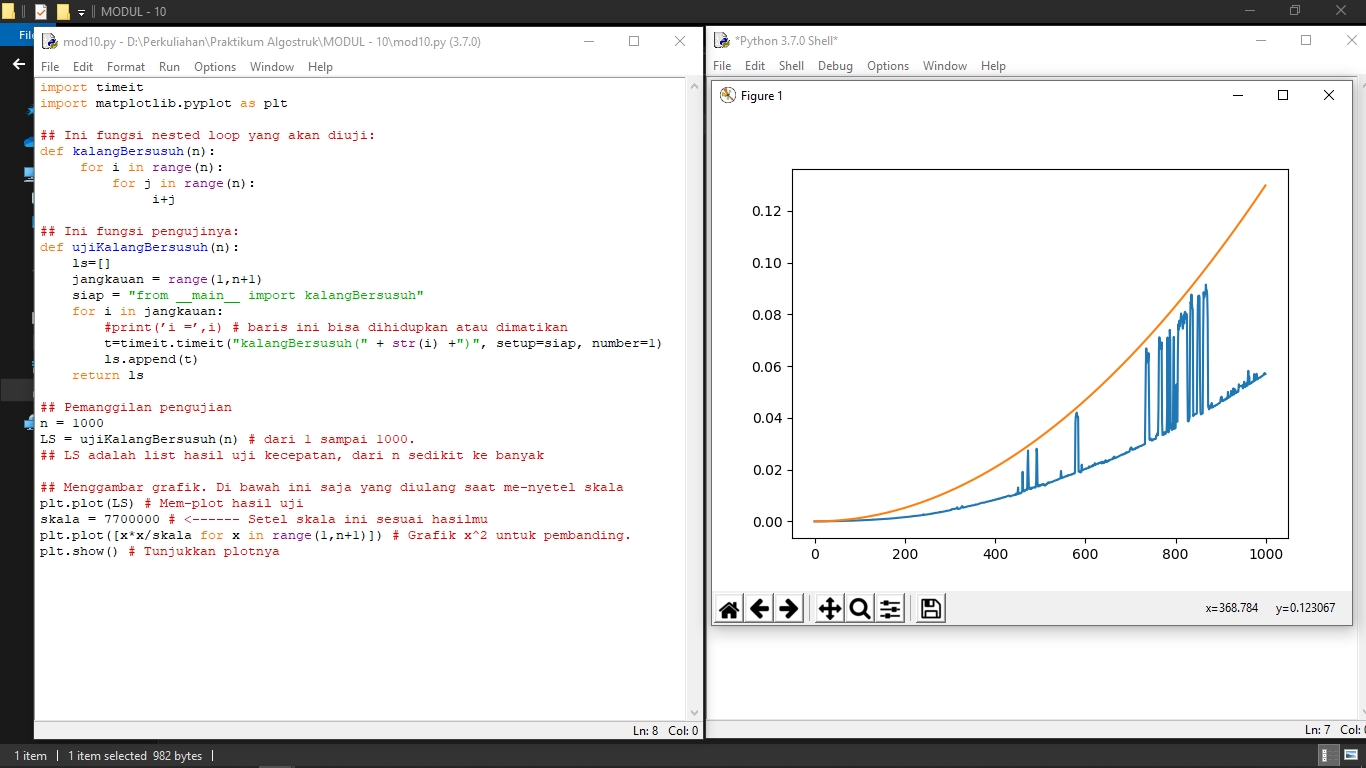 MODUL - 10
File
mod10.py - D:\Perkuliahan\Praktikum Algostruk\MODUL - 10\mod10.py (3.7.0)
File Edit Format Run Options Window Help
import timeit
import matplotlib.pyplot as plt
## Ini fungsi nested loop yang akan diuji:
def kalangBersusuh(n):
for i in range(n):
for j in range(n):
i+j
## Ini fungsi pengujinya:
def ujiKalangBersusuh(n):
ls=[]
jangkauan = range(1,n+1)
siap = "from __main__ import kalangBersusuh"
for i in jangkauan:
#print(’i =’,i) # baris ini bisa dihidupkan atau dimatikan
t=timeit.timeit("kalangBersusuh(" + str(i) +")", setup=siap, number=1)
ls.append(t)
return ls
## Pemanggilan pengujian
n = 1000
LS = ujiKalangBersusuh(n) # dari 1 sampai 1000.
## LS adalah list hasil uji kecepatan, dari n sedikit ke banyak
## Menggambar grafik. Di bawah ini saja yang diulang saat me-nyetel skala
plt.plot(LS) # Mem-plot hasil uji
skala = 7700000 # <------ Setel skala ini sesuai hasilmu
plt.plot([x*x/skala for x in range(1,n+1)]) # Grafik x^2 untuk pembanding.
plt.show() # Tunjukkan plotnya
Ln: 8 Col: 0
*Python 3.7.0 Shell*
File Edit Shell Debug Options Window Help
Figure 1
0.12
0.10
0.08
0.06
0.04
0.02
0.00
0 200 400 600 800 1000
x=368.784 y=0.123067
Ln: 7 Col: 0
1 item 1 item selected 982 bytes